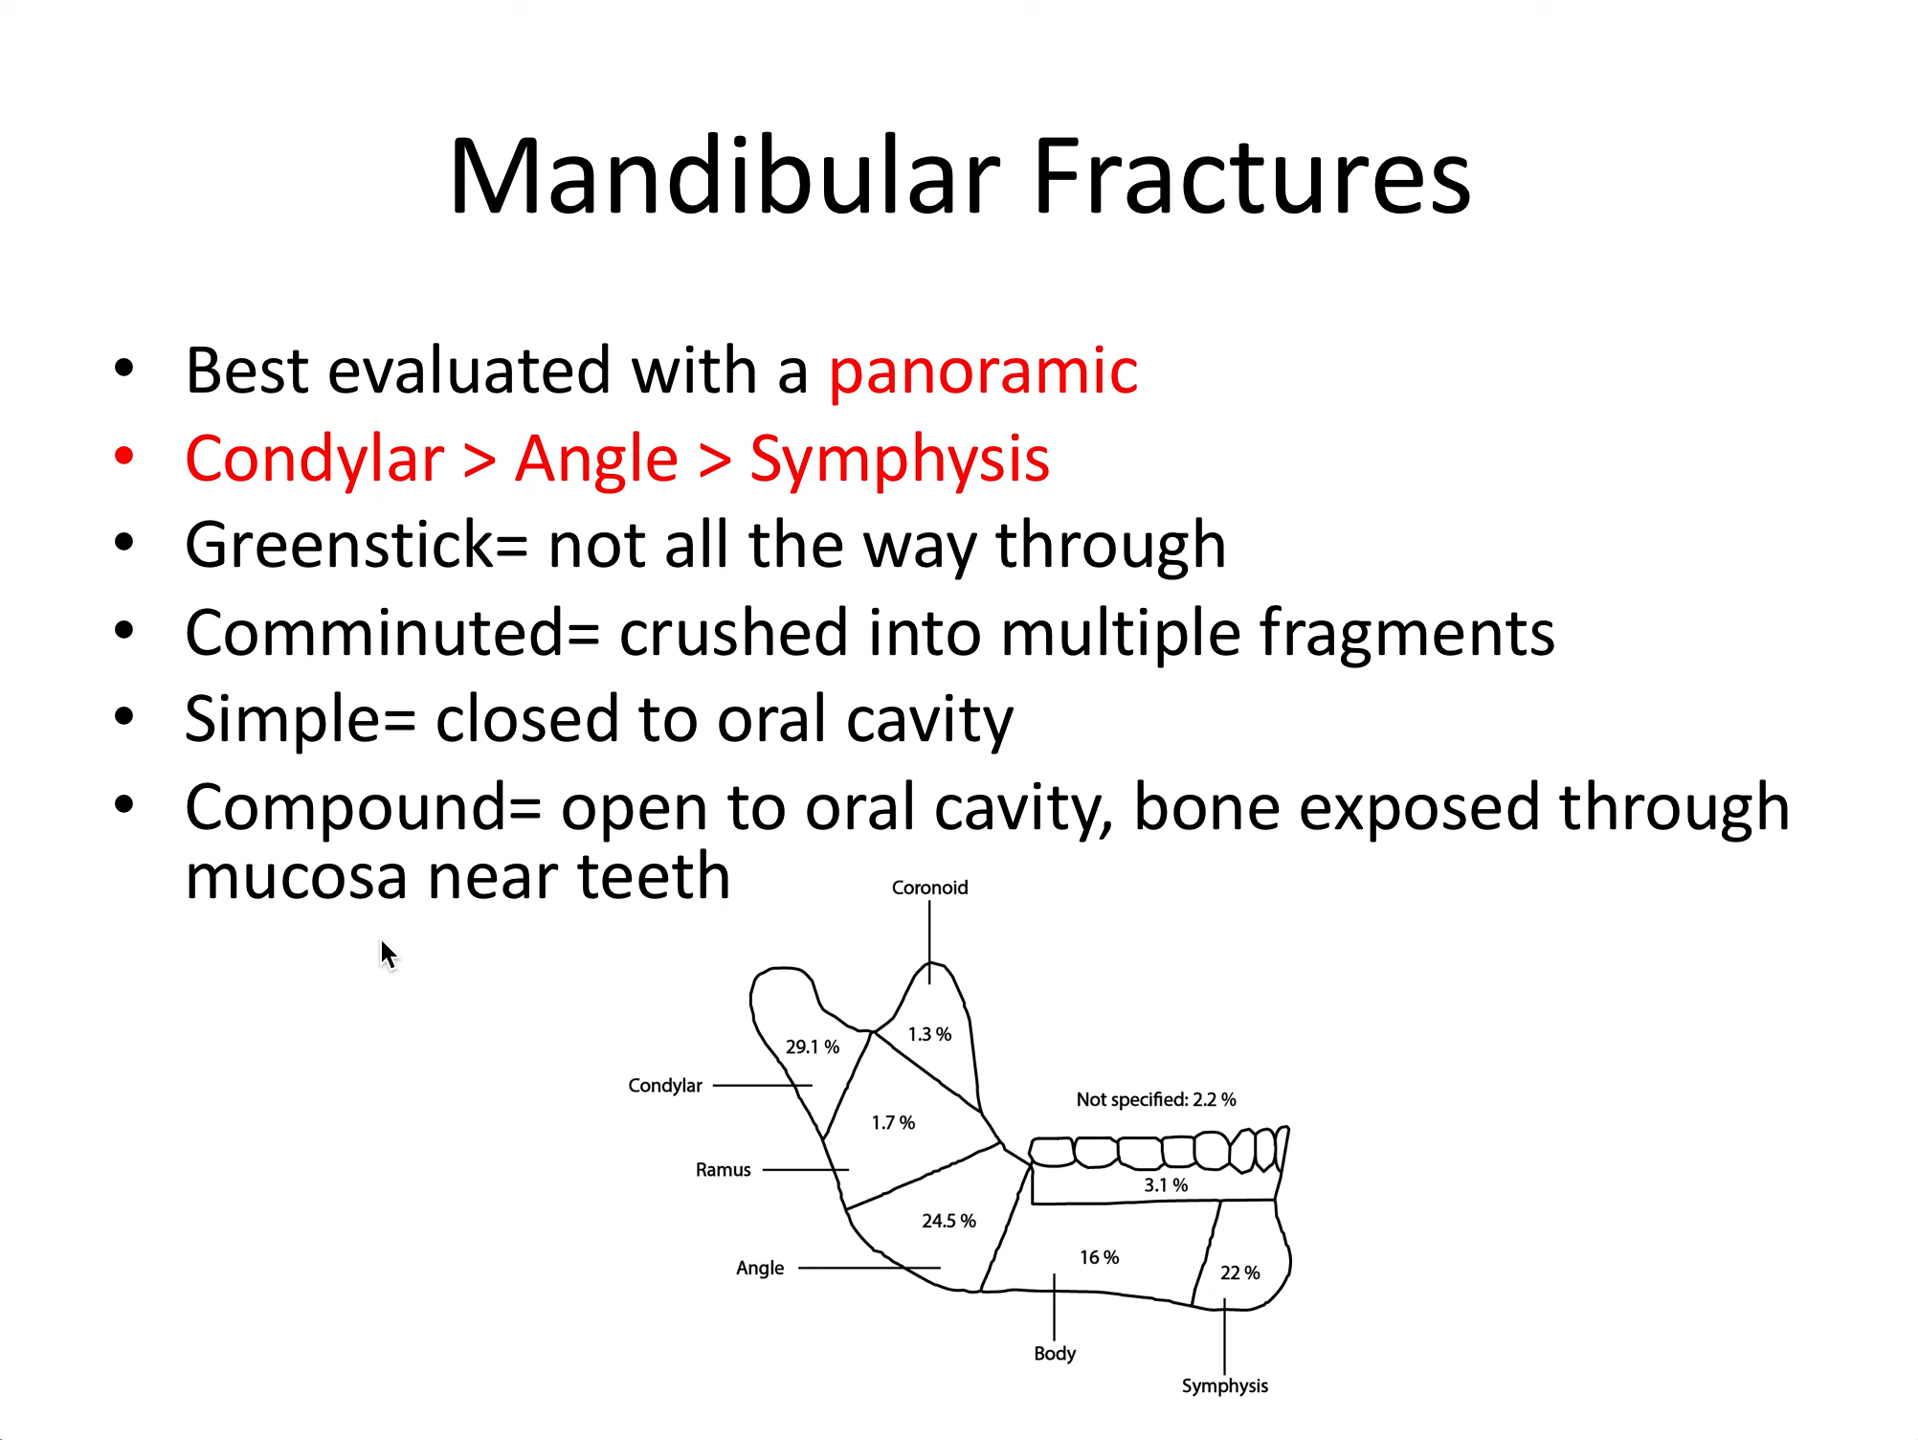 Mandibular Fractures
• Best evaluated with a panoramic
• Condylar > Angle > Symphysis
• Greenstick= not all the way through
• Comminuted= crushed into multiple fragments
• Simple= closed to oral cavity
• Compound= open to oral cavity, bone exposed through
mucosa near teeth
Coronoid
1.3 %
29.1 %
Condylar
Not specified: 2.2 %
1.7 %
Ramus
3.1 %
24.5 %
16 %
Angle
22 %
Body
Symphysis